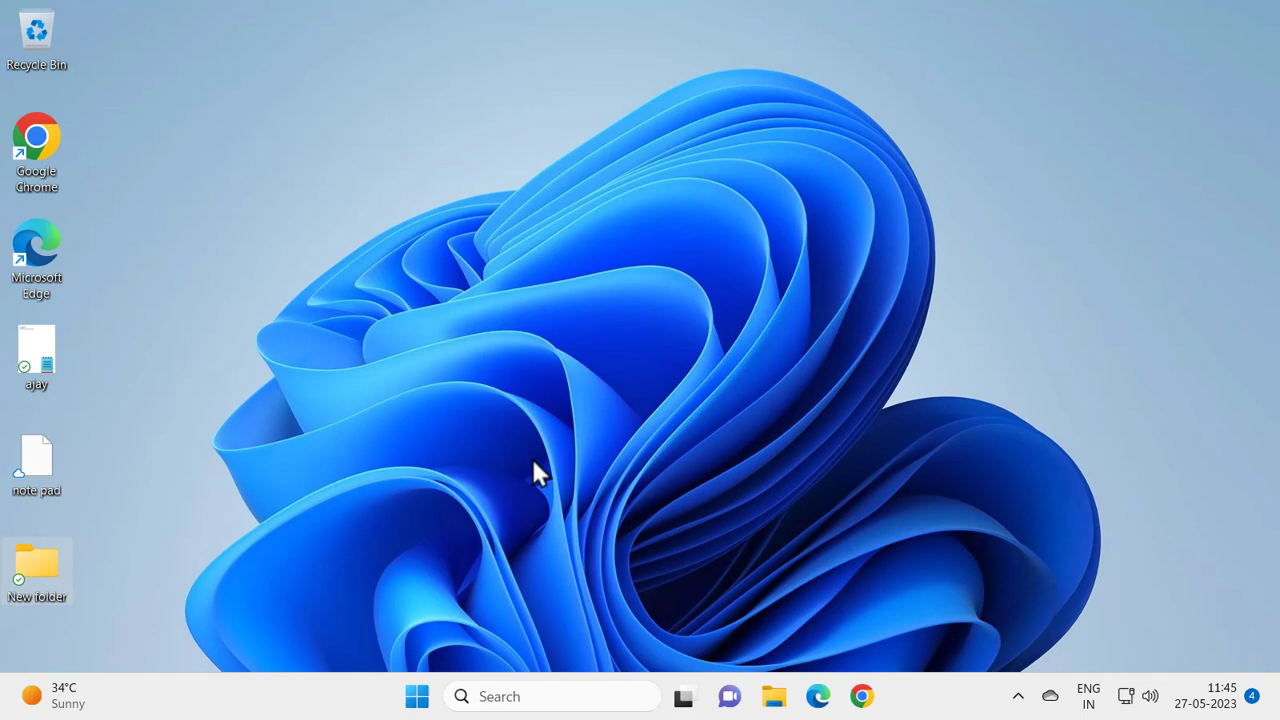 Recycle Bin
Google
Chrome
Microsoft
Edge
ajay
note pad
New folder
34°C
Sunny
Search
ENG
IN
11:45
27-05-2023
4